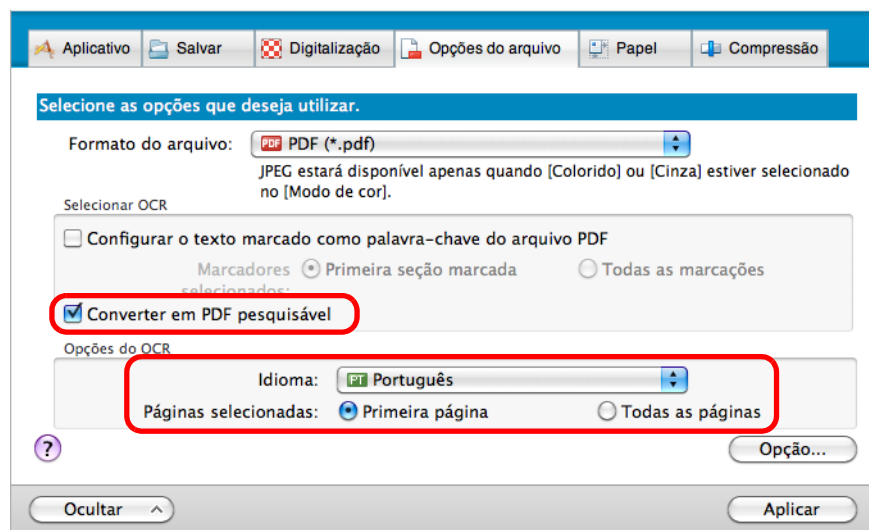 Aplicativo Salvar Digitalização Opções do arquivo Papel Compressão
Selecione as opções que deseja utilizar.
Formato do arquivo: PDF PDF (*.pdf)
JPEG estará disponível apenas quando [Colorido] ou [Cinza] estiver selecionado
no [Modo de cor].
Selecionar OCR
Configurar o texto marcado como palavra-chave do arquivo PDF
Marcadores Primeira seção marcada Todas as marcações
selecionados:
Converter em PDF pesquisável
Opções do OCR
Idioma: PT Português
Páginas selecionadas: Primeira página Todas as páginas
? Opção...
Ocultar Aplicar